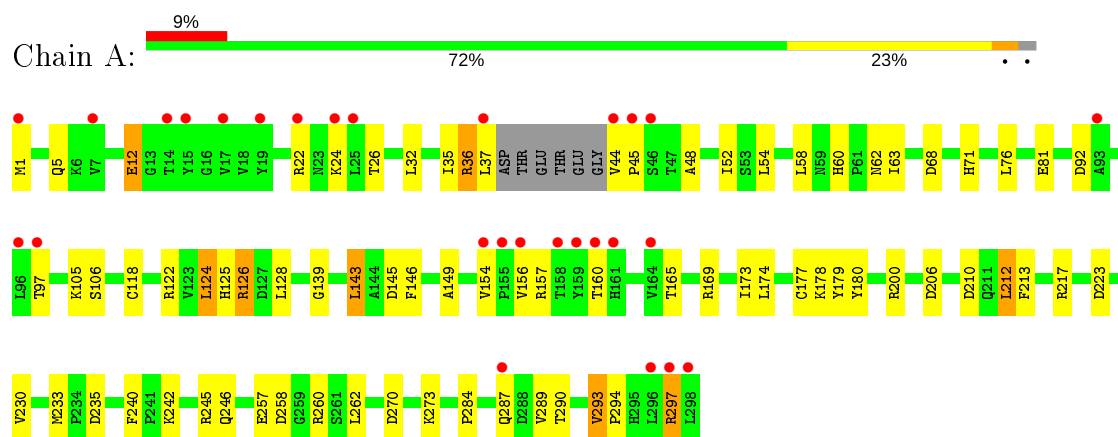 9%
Chain A:
72% 23% • •
M1 Q5 K6 V7 E12 G13 T14 Y15 G16 V17 V18 Y19 R22 N23 K24 L25 T26 L32 I35 R36 L37 ASP THR GLU THR GLU GLY V44 P45 S46 T47 A48 I52 S53 L54 L58 N59 H60 P61 N62 I63 D68 H71 L76 E81 D92 A93
L96 T97 K105 S106 C118 R122 V123 L124 H125 R126 D127 L128 G139 L143 A144 D145 F146 A149 V154 P155 V156 R157 T158 Y159 T160 H161 V164 T165 R169 I173 L174 C177 K178 Y179 Y180 R200 D206 D210 Q211 L212 F213 R217 D223
V230 M233 P234 D235 F240 P241 K242 R245 Q246 E257 D258 G259 R260 S261 L262 D270 K273 P284 Q287 D288 V289 T290 V293 P294 H295 L296 R297 L298